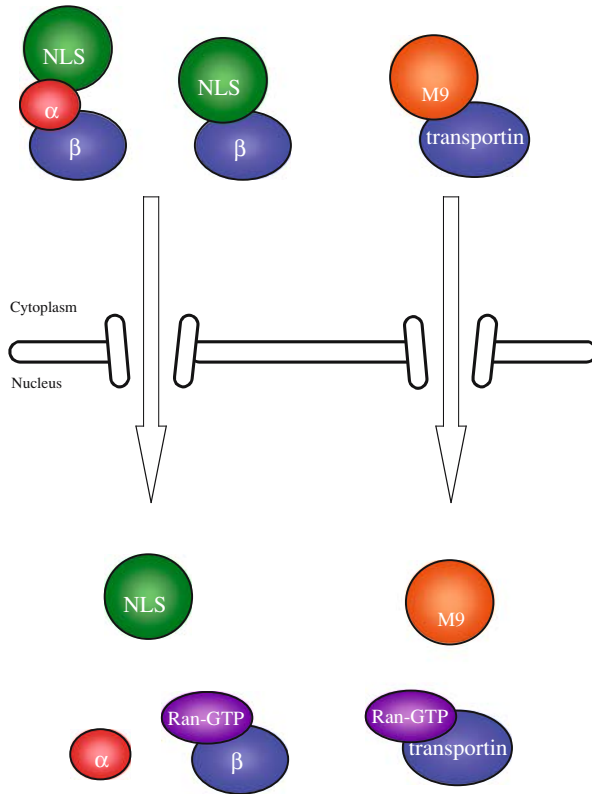 NLS
α
β
NLS
β
M9
transportin
Cytoplasm
Nucleus
NLS
M9
Ran-GTP
α
β
Ran-GTP
transportin